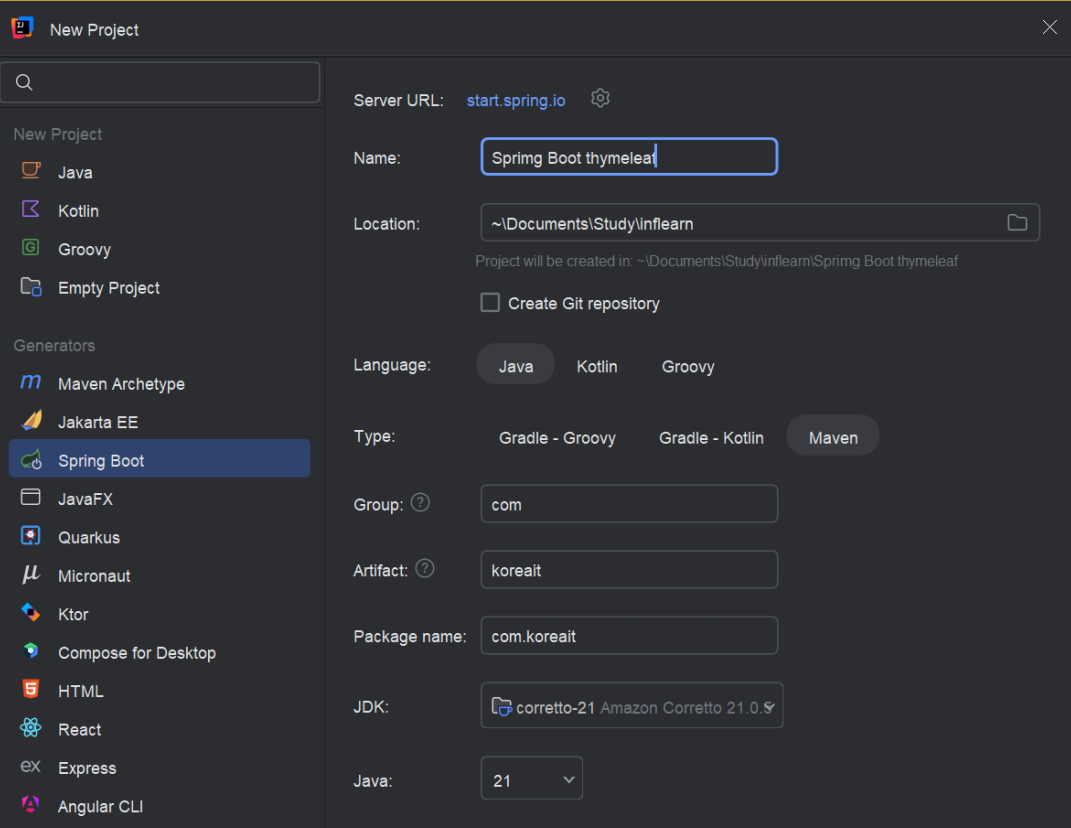 New Project
Server URL: start.spring.io
New Project
Name: Sprimg Boot thymeleaf
Java
Kotlin
Location: ~\Documents\Study\inflearn
Groovy
Project will be created in: ~\Documents\Study\inflearn\Sprimg Boot thymeleaf
Empty Project
Create Git repository
Generators
Language: Java Kotlin Groovy
Maven Archetype
Jakarta EE
Type: Gradle - Groovy Gradle - Kotlin Maven
Spring Boot
JavaFX
Group: com
Quarkus
Micronaut
Artifact: koreait
Ktor
Package name: com.koreait
Compose for Desktop
HTML
JDK: corretto-21 Amazon Corretto
React
Express
Java: 21
Angular CLI